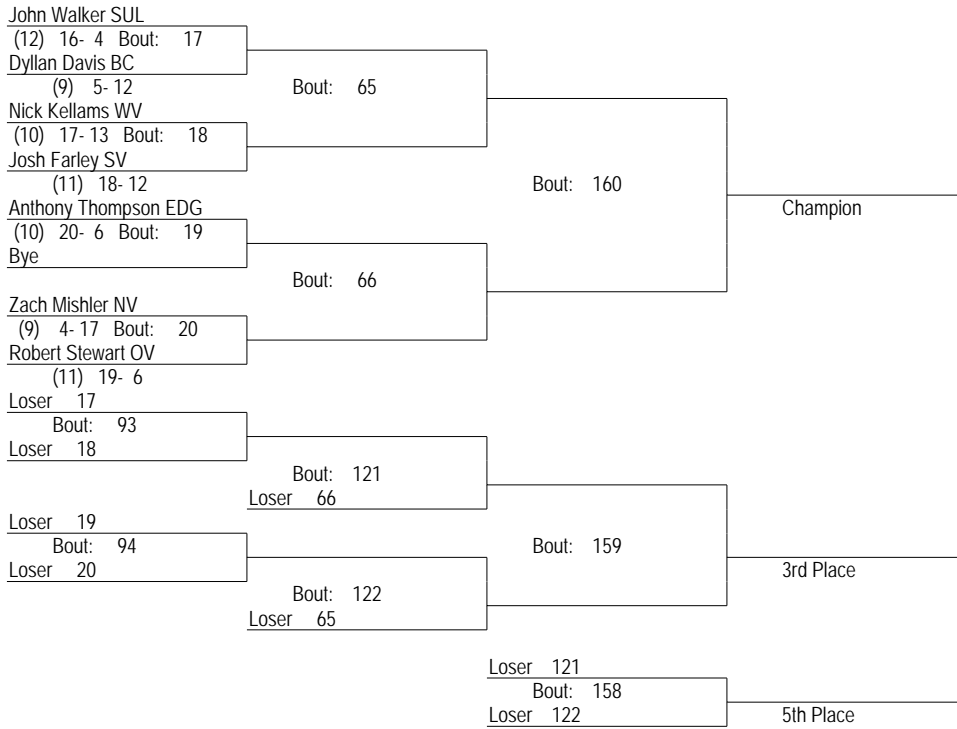 John Walker SUL
(12) 16- 4 Bout: 17
Dyllan Davis BC
(9) 5- 12
Bout: 65
Nick Kellams WV
(10) 17- 13 Bout: 18
Josh Farley SV
(11) 18- 12
Bout: 160
Anthony Thompson EDG
Champion
(10) 20- 6 Bout: 19
Bye
Bout: 66
Zach Mishler NV
(9) 4- 17 Bout: 20
Robert Stewart OV
(11) 19- 6
Loser 17
Bout: 93
Loser 18
Bout: 121
Loser 66
Loser 19
Bout: 94
Bout: 159
Loser 20
3rd Place
Bout: 122
Loser 65
Loser 121
Bout: 158
Loser 122
5th Place